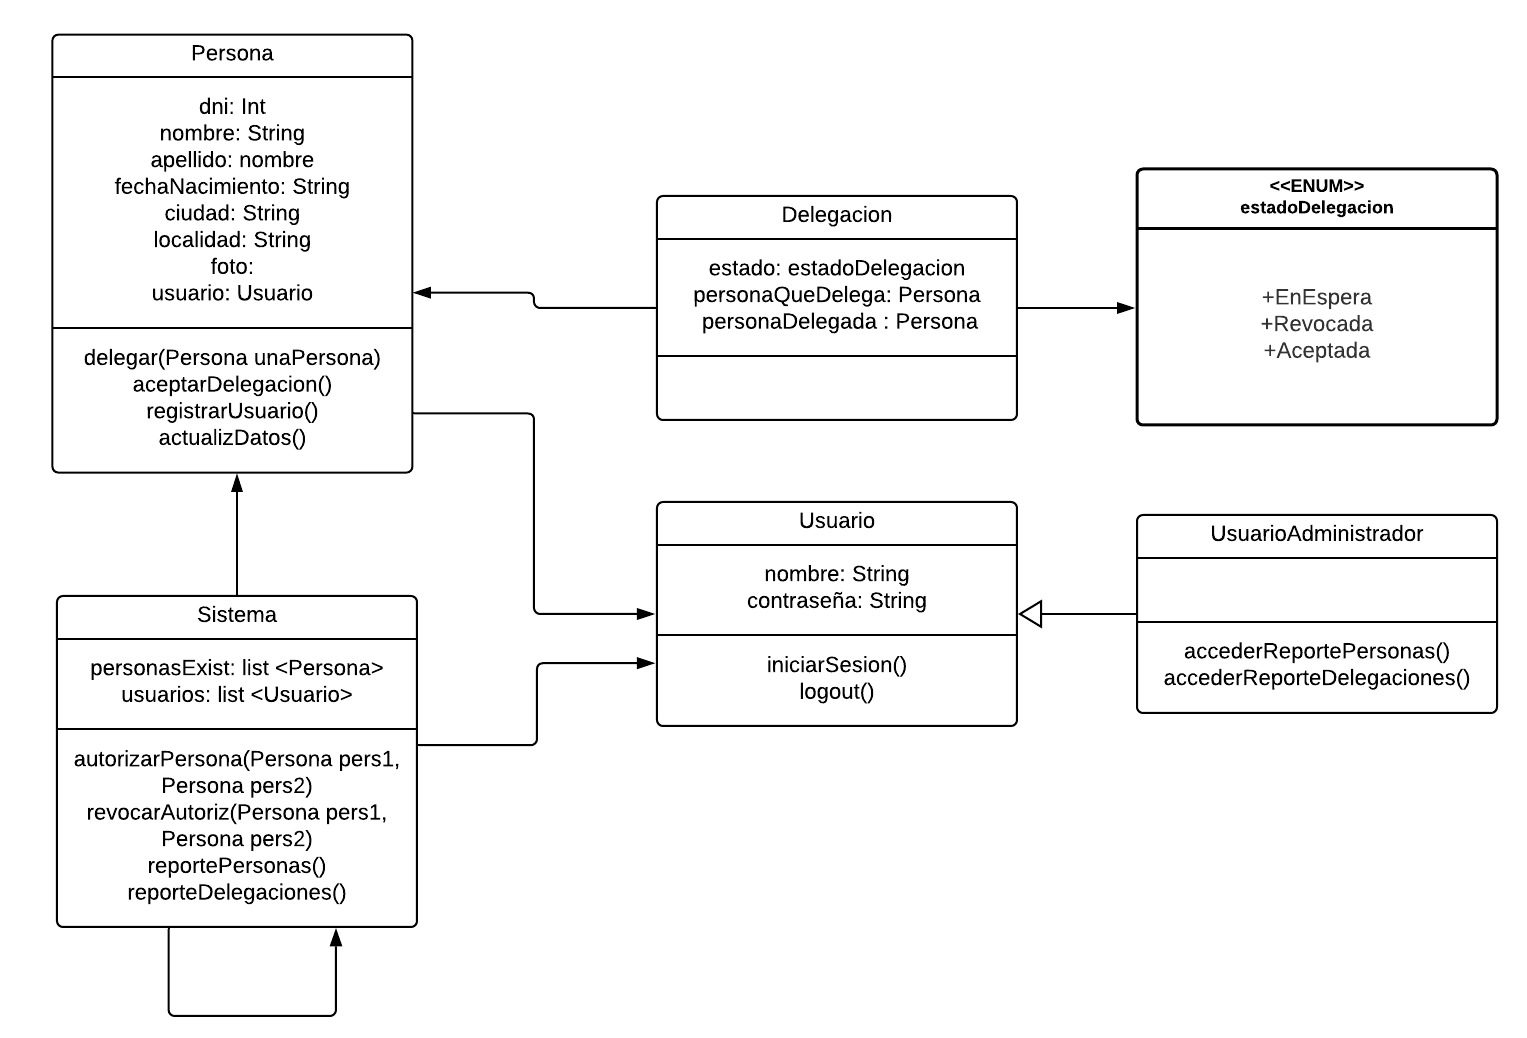 Persona
dni: Int
nombre: String
apellido: nombre
fechaNacimiento: String
ciudad: String
localidad: String
foto:
usuario: Usuario
delegar(Persona unaPersona)
aceptarDelegacion()
registrarUsuario()
actualizDatos()
Delegacion
estado: estadoDelegacion
personaQueDelega: Persona
personaDelegada : Persona
<<ENUM>>
estadoDelegacion
+EnEspera
+Revocada
+Aceptada
Sistema
personasExist: list <Persona>
usuarios: list <Usuario>
autorizarPersona(Persona pers1,
Persona pers2)
revocarAutoriz(Persona pers1,
Persona pers2)
reportePersonas()
reporteDelegaciones()
Usuario
nombre: String
contraseña: String
iniciarSesion()
logout()
UsuarioAdministrador
accederReportePersonas()
accederReporteDelegaciones()